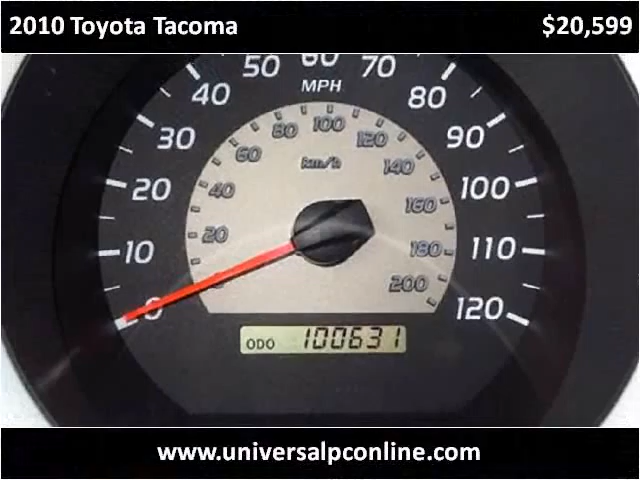 2010 Toyota Tacoma $20,599
50 60 70
MPH
40 80
30 90
20 100
10 110
0 120
80 100 120
60 km/h 140
40 160
20 180
200
ODO 100631
www.universalpconline.com